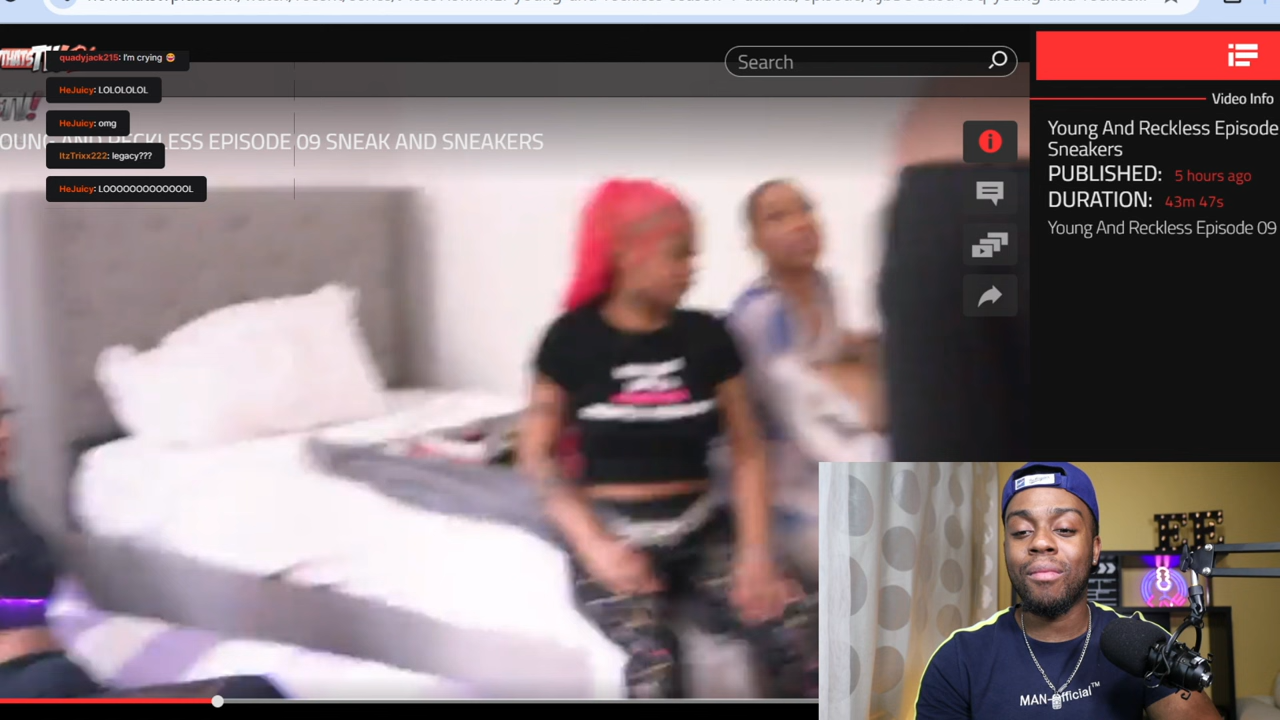 Search
quadyjack215: I'm crying 😍
HeJuicy: LOLOLOLOL
HeJuicy: omg
OUNG AND RECKLESS EPISODE 09 SNEAK AND SNEAKERS
ItzTrixx222: legacy???
HeJuicy: LOOOOOOOOOOOOOL
Video Info
Young And Reckless Episode
Sneakers
PUBLISHED: 5 hours ago
DURATION: 43m 47s
Young And Reckless Episode 09
MAN-official™